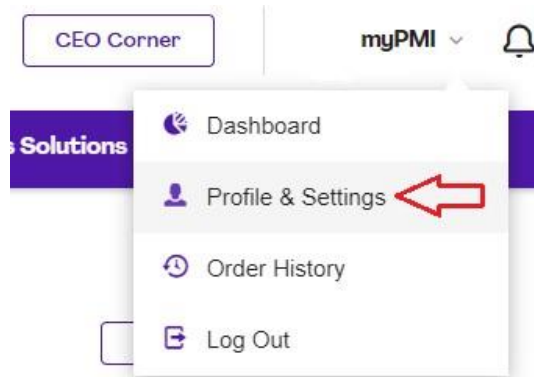 CEO Corner
myPMI
s Solutions
Dashboard
Profile & Settings
Order History
Log Out